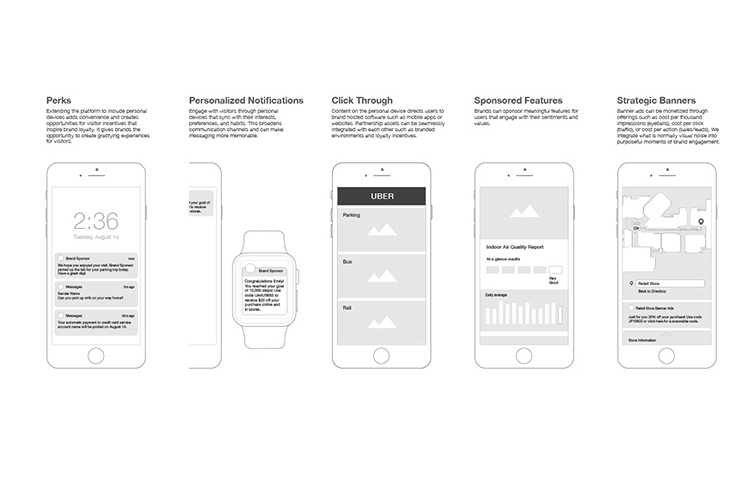 Perks
Extending the platform to include personal
devices adds convenience and creates
opportunities for visitor incentives that
inspire brand loyalty. It gives brands the
opportunity to create gratifying experiences
for visitors.
2:36
Tuesday, August 14
Brand Sponsor now
We hope you enjoyed your visit. Brand Sponsor
picked up the tab for your parking trip today.
Have a great day!
Messages 2m ago
Sender Name
Can you pick up milk on your way home?
Messages
Your automatic payment to credit card service
account name will be posted on August 14.
Personalized Notifications
Engage with visitors through personal
devices that sync with their interests,
preferences, and habits. This broadens
communication channels and can make
messaging more memorable.
your goal of
to receive
stores.
Brand Sponsor
Congratulations Emily!
You reached your goal
of 10,000 steps! Use
code
receive $20 off your
purchase online and
in stores.
Click Through
Content on the personal device directs users to
brand hosted software such as mobile apps or
websites. Partnership assets can be seamlessly
integrated with each other such as branded
environments and loyalty incentives.
UBER
Parking
Bus
Rail
Sponsored Features
Brands can sponsor meaningful features for
users that engage with their sentiments and
values.
Indoor Air Quality Report
At a glance results
Very
Good
Daily average
Strategic Banners
Banner ads can be monetized through
offerings such as cost per thousand
impressions (eyeballs), cost per click
(traffic), or cost per action (sales/leads). We
integrate what is normally visual noise into
purposeful moments of brand engagement.
Retail Store
Back to Directory
Retail Store Banner Ads
Just for you 20% off your purchase! Use code
or click here for a scannable code.
More Information